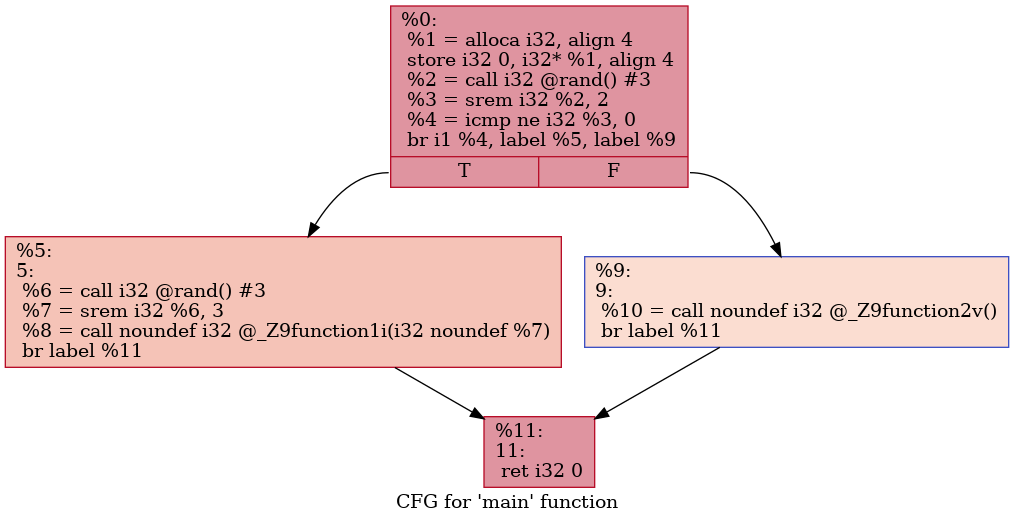 %0:
%1 = alloca i32, align 4
store i32 0, i32* %1, align 4
%2 = call i32 @rand() #3
%3 = srem i32 %2, 2
%4 = icmp ne i32 %3, 0
br i1 %4, label %5, label %9
T
F
%5:
5:
%6 = call i32 @rand() #3
%7 = srem i32 %6, 3
%8 = call noundef i32 @_Z9function1i(i32 noundef %7)
br label %11
%9:
9:
%10 = call noundef i32 @_Z9function2v()
br label %11
%11:
11:
ret i32 0
CFG for 'main' function